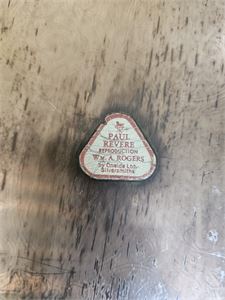 PAUL
REVERE
REPRODUCTION
WM. A. ROGERS
by Oneida Ltd.
Silversmiths